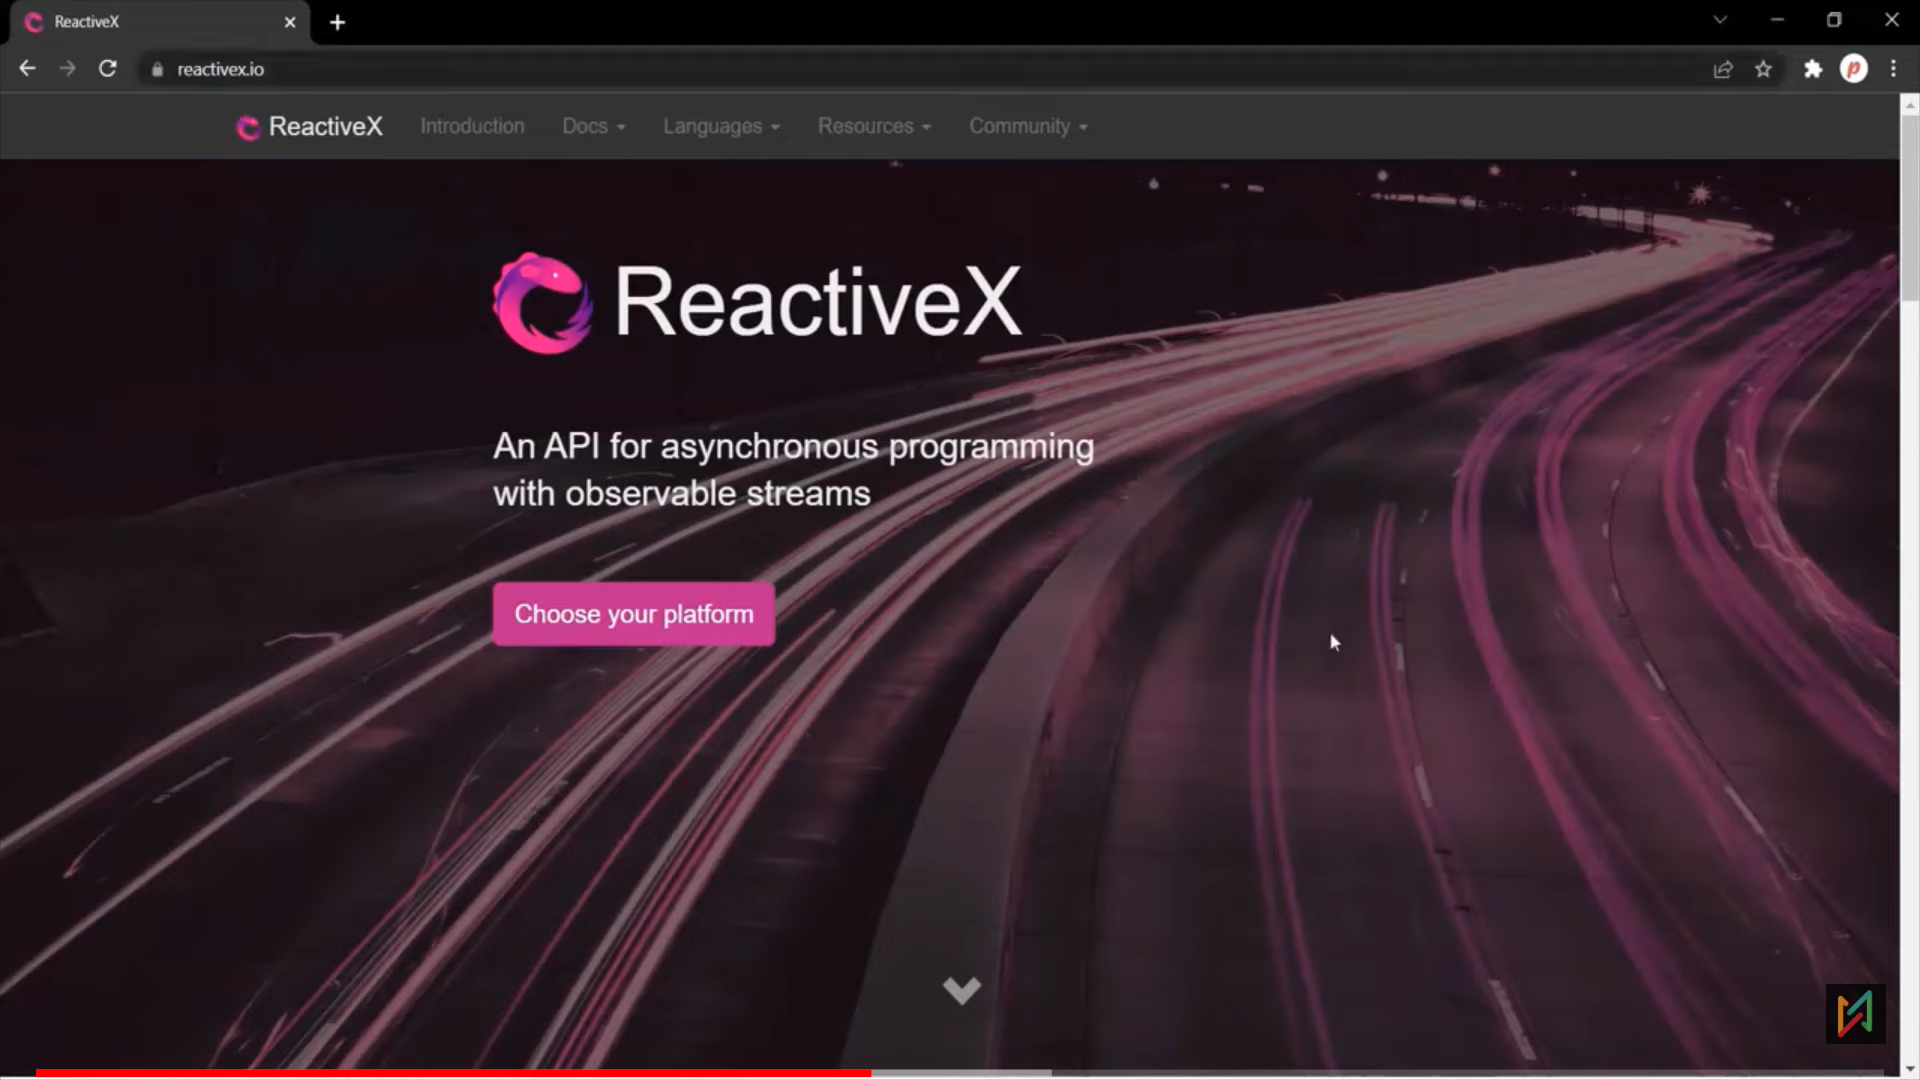 ReactiveX
reactivex.io
ReactiveX Introduction Docs Languages Resources Community
ReactiveX
An API for asynchronous programming
with observable streams
Choose your platform